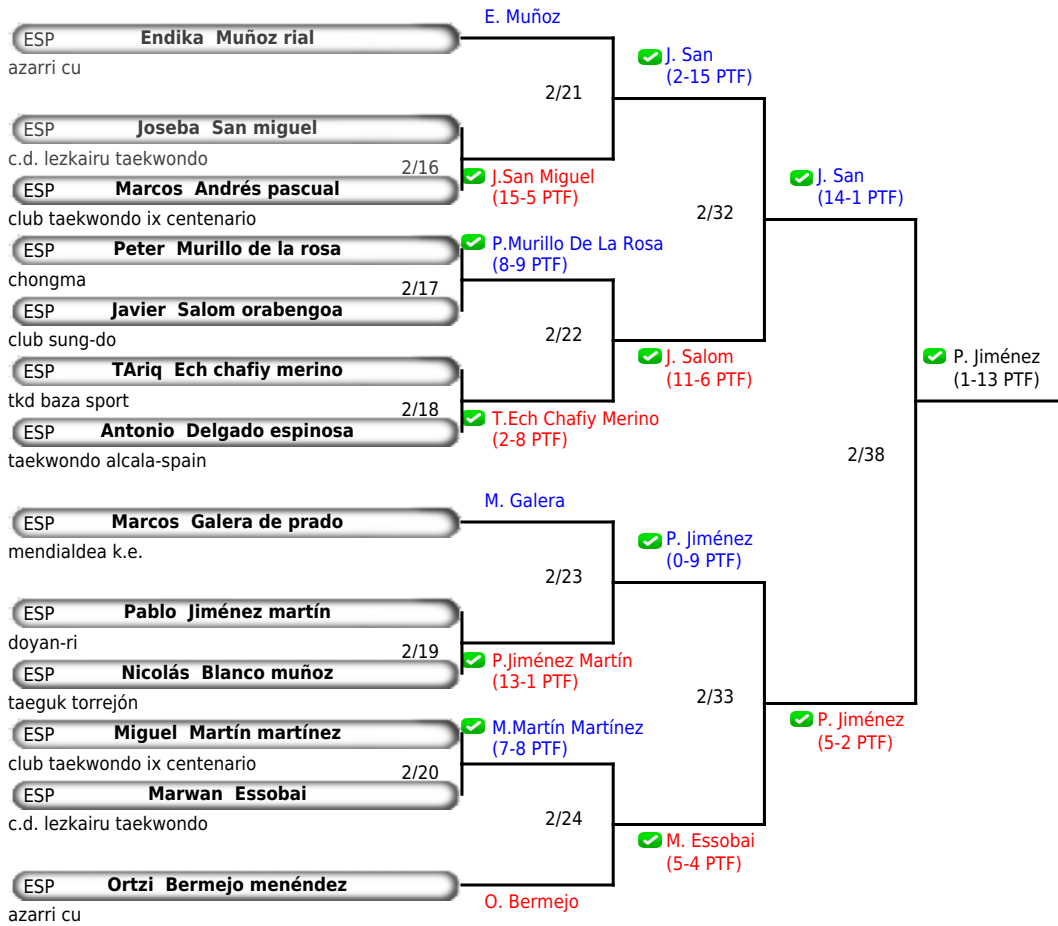 E. Muñoz
ESP Endika Muñoz rial
azarri cu
J. San
(2-15 PTF)
2/21
ESP Joseba San miguel
c.d. lezkairu taekwondo
2/16
ESP Marcos Andrés pascual
club taekwondo ix centenario
J.San Miguel
(15-5 PTF)
J. San
(14-1 PTF)
2/32
ESP Peter Murillo de la rosa
chongma
P.Murillo De La Rosa
(8-9 PTF)
2/17
ESP Javier Salom orabengoa
club sung-do
2/22
J. Salom
(11-6 PTF)
P. Jiménez
(1-13 PTF)
ESP TAriq Ech chafiy merino
tkd baza sport
2/18
ESP Antonio Delgado espinosa
taekwondo alcala-spain
T.Ech Chafiy Merino
(2-8 PTF)
2/38
M. Galera
ESP Marcos Galera de prado
mendialdea k.e.
P. Jiménez
(0-9 PTF)
2/23
ESP Pablo Jiménez martín
doyan-ri
2/19
ESP Nicolás Blanco muñoz
taeguk torrejón
P.Jiménez Martín
(13-1 PTF)
2/33
P. Jiménez
(5-2 PTF)
ESP Miguel Martín martínez
club taekwondo ix centenario
M.Martín Martínez
(7-8 PTF)
2/20
ESP Marwan Essobai
c.d. lezkairu taekwondo
2/24
M. Essobai
(5-4 PTF)
ESP Ortzi Bermejo menéndez
azarri cu
O. Bermejo